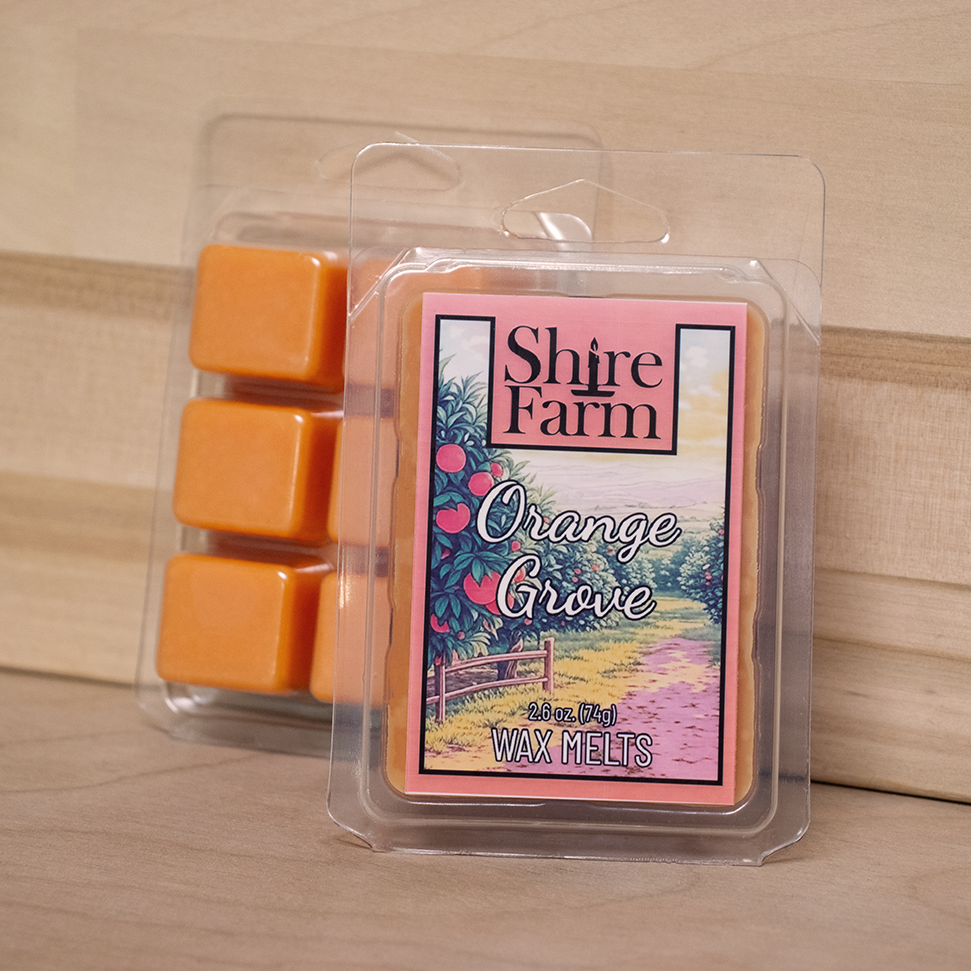 Shire
Farm
Orange
Grove
2.6 oz. (74g)
WAX MELTS